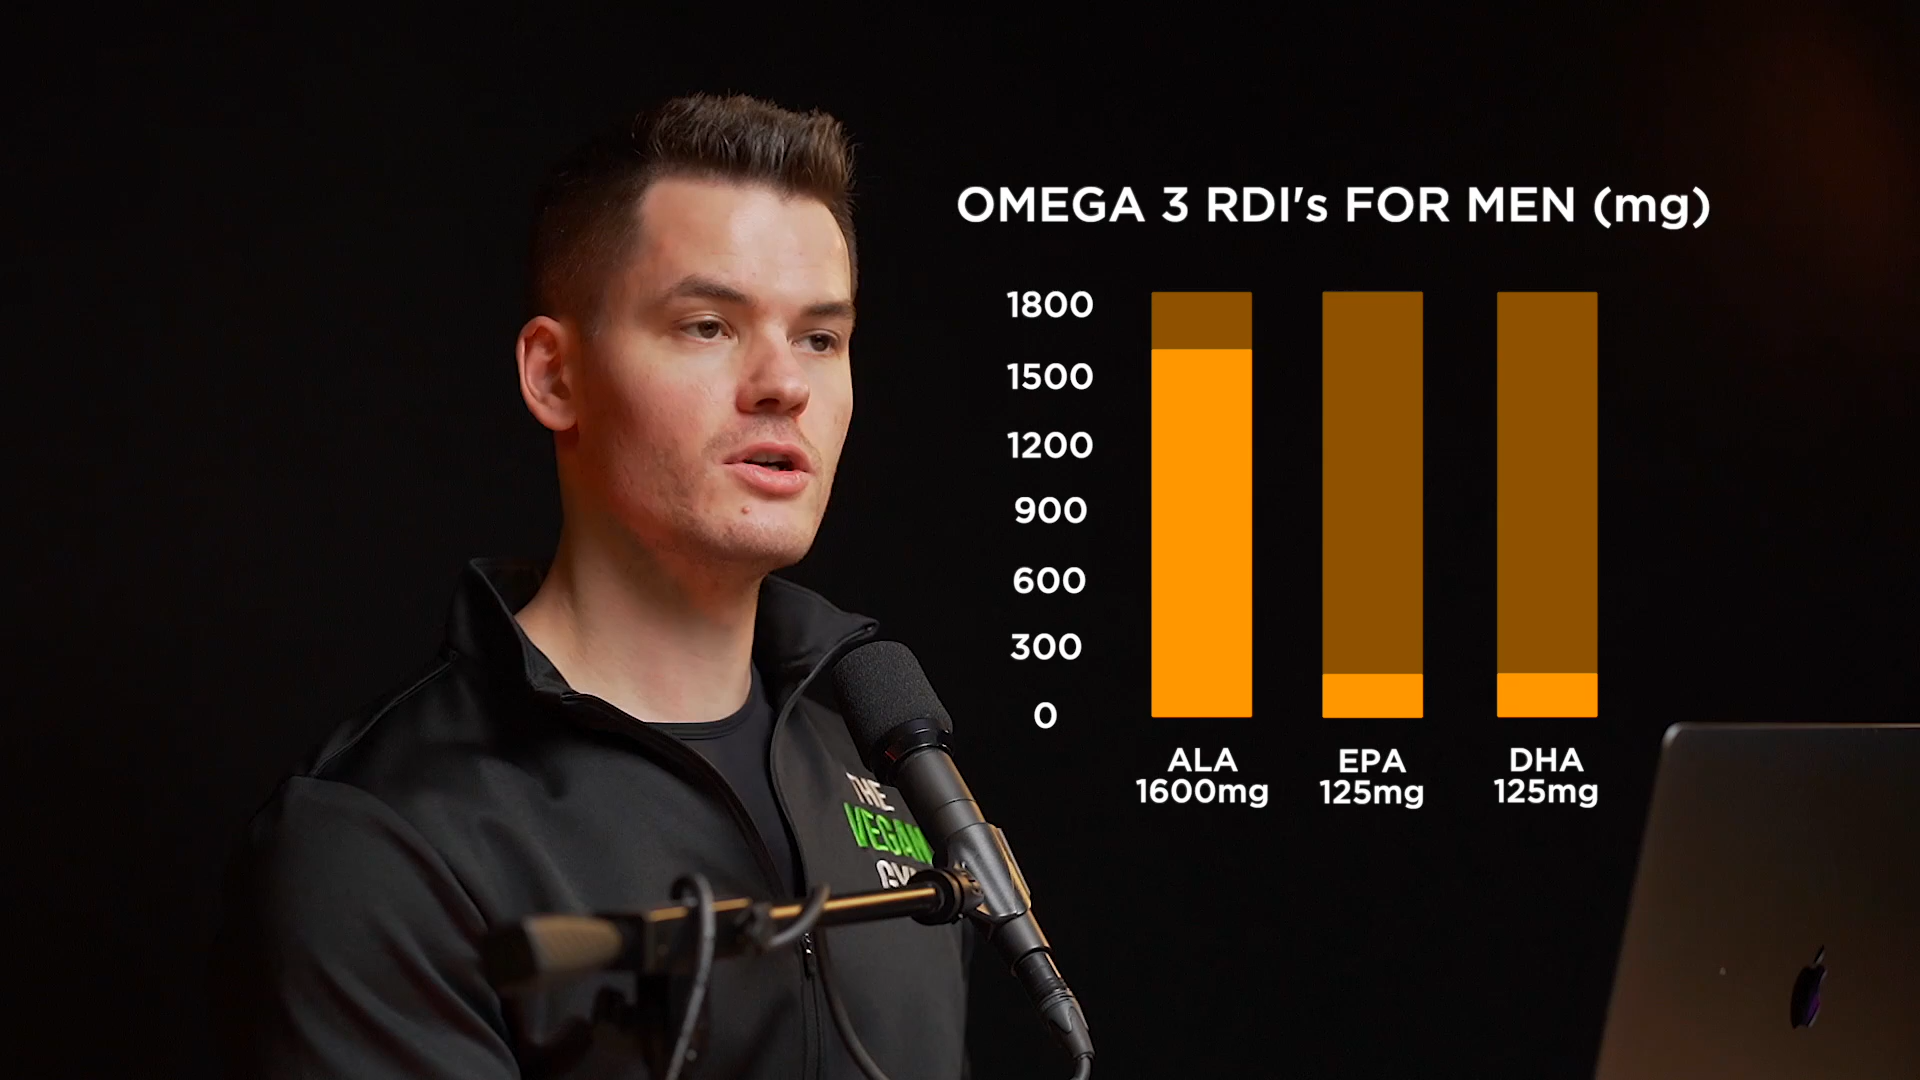 OMEGA 3 RDI's FOR MEN (mg)
1800
1500
1200
900
600
300
0
ALA
1600mg
EPA
125mg
DHA
125mg
THE
VEGAN